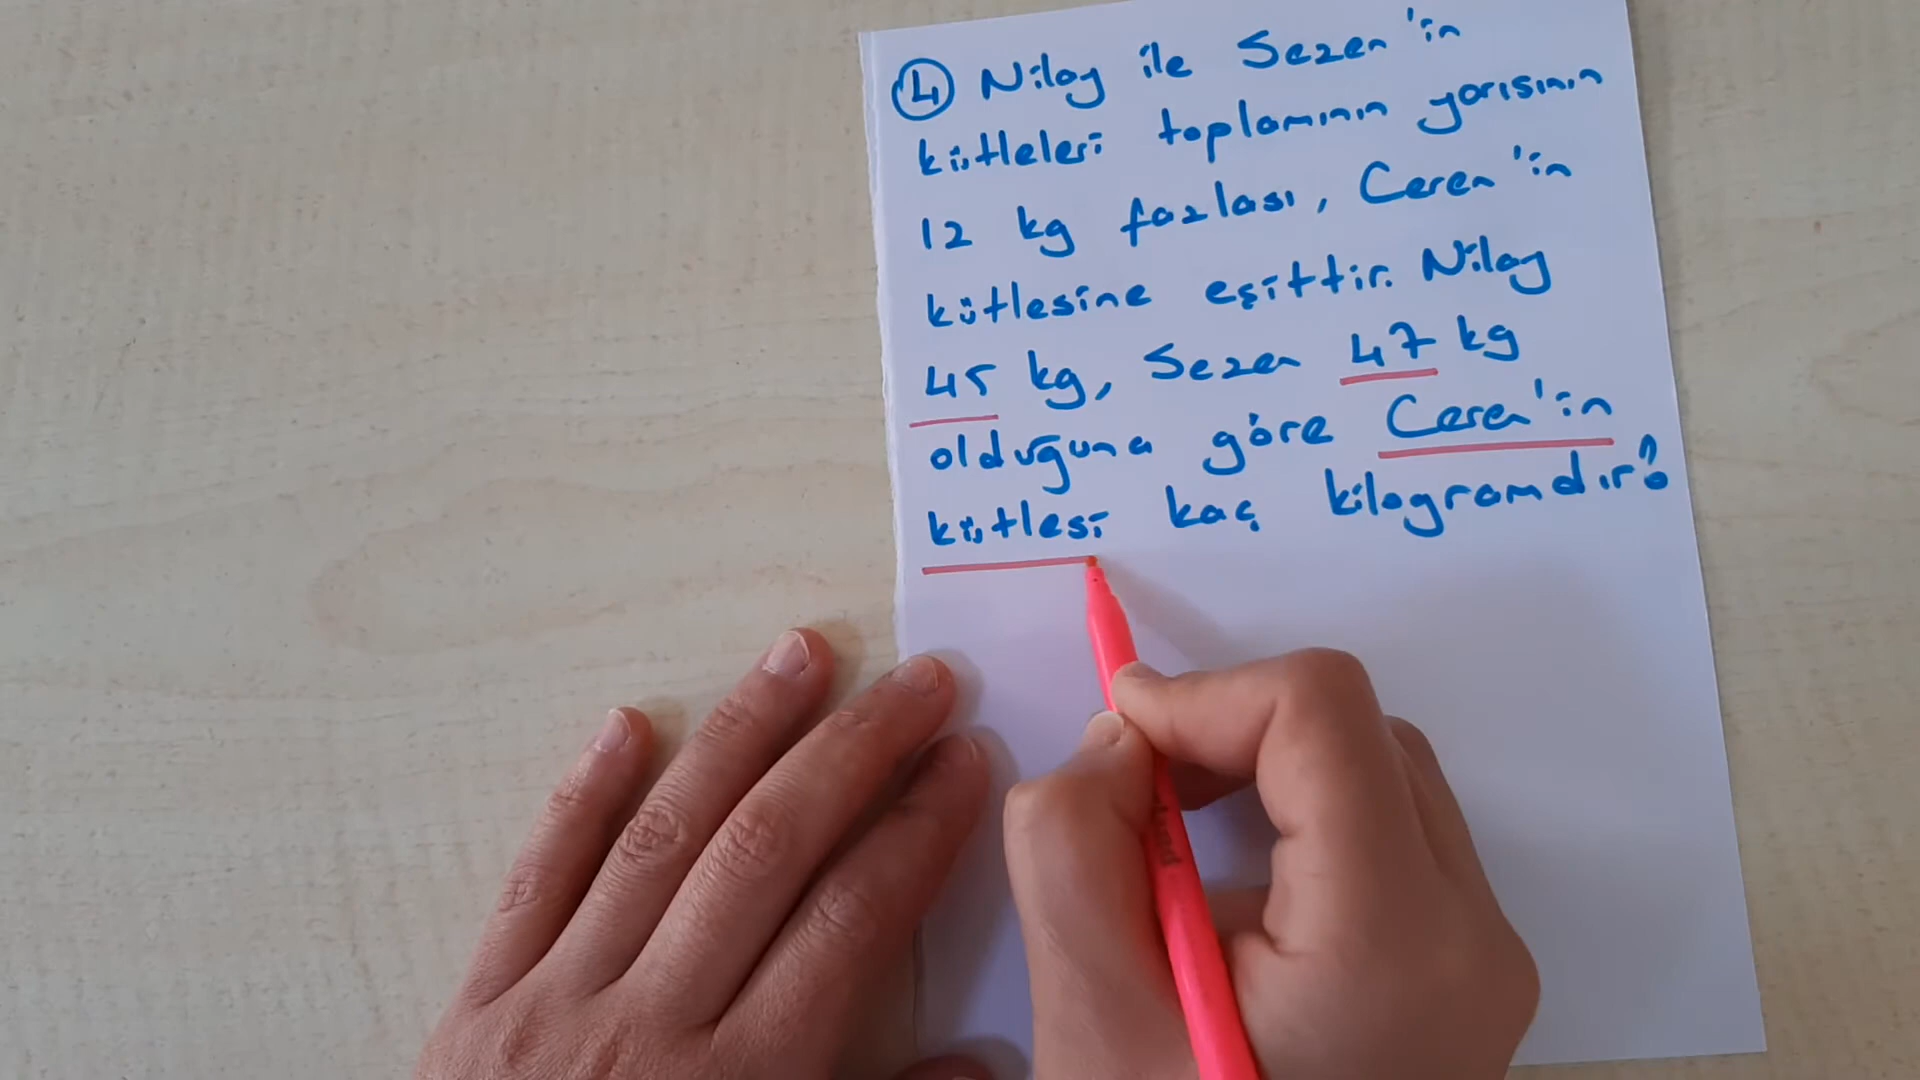 4 Nilay ile Sezen'in
kütleleri toplamının yarısının
12 kg fazlası, Ceren'in
kütlesine eşittir. Nilay
45 kg, Sezen 47 kg
olduğuna göre Ceren'in
kütlesi kaç kilogramdır?